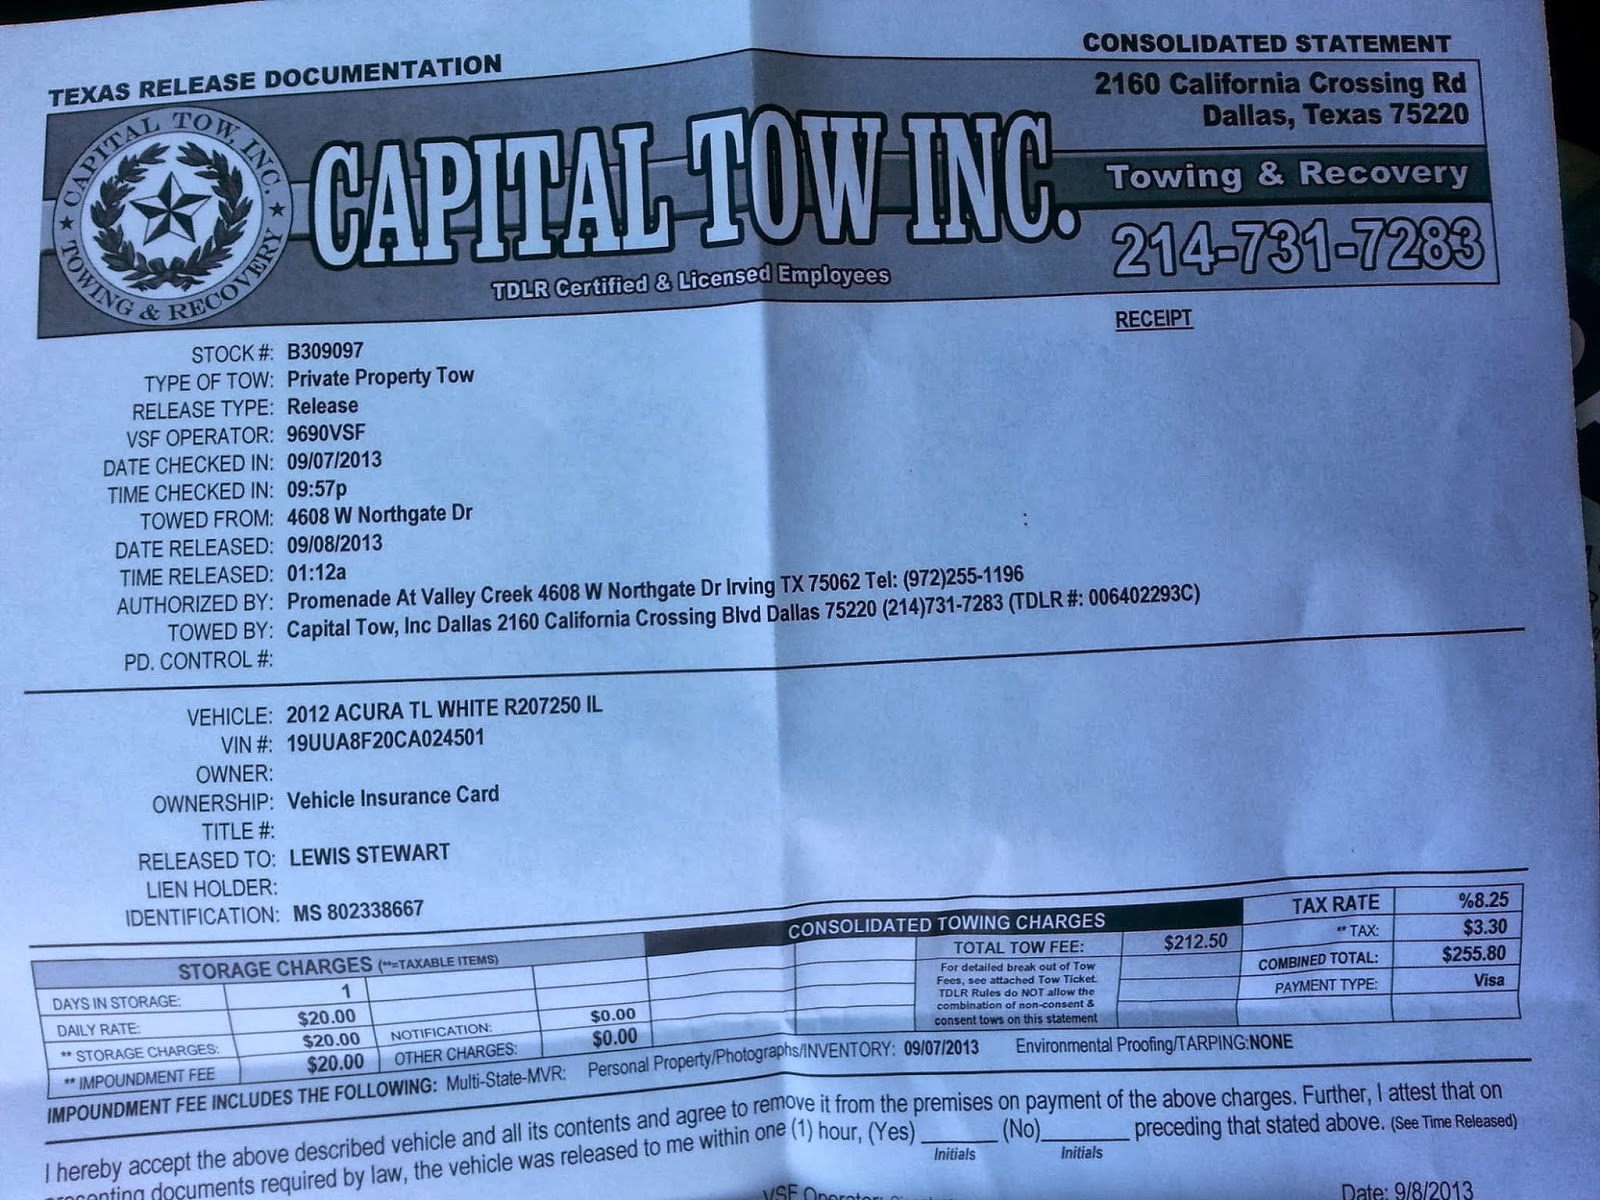 TEXAS RELEASE DOCUMENTATION
CONSOLIDATED STATEMENT
CAPITAL TOW, INC.
TOWING & RECOVERY
CAPITAL TOW INC.
TDLR Certified & Licensed Employees
2160 California Crossing Rd
Dallas, Texas 75220
Towing & Recovery
214-731-7283
RECEIPT
STOCK #: B309097
TYPE OF TOW: Private Property Tow
RELEASE TYPE: Release
VSF OPERATOR: 9690VSF
DATE CHECKED IN: 09/07/2013
TIME CHECKED IN: 09:57p
TOWED FROM: 4608 W Northgate Dr
DATE RELEASED: 09/08/2013
TIME RELEASED: 01:12a
AUTHORIZED BY: Promenade At Valley Creek 4608 W Northgate Dr Irving TX 75062 Tel: (972)255-1196
TOWED BY: Capital Tow, Inc Dallas 2160 California Crossing Blvd Dallas 75220 (214)731-7283 (TDLR #: 006402293C)
PD. CONTROL #:
VEHICLE: 2012 ACURA TL WHITE R207250 IL
VIN #: 19UUA8F20CA024501
OWNER:
OWNERSHIP: Vehicle Insurance Card
TITLE #:
RELEASED TO: LEWIS STEWART
LIEN HOLDER:
IDENTIFICATION: MS 802338667
STORAGE CHARGES (**=TAXABLE ITEMS)
DAYS IN STORAGE: 1
DAILY RATE: $20.00
** STORAGE CHARGES: $20.00
** IMPOUNDMENT FEE $20.00
NOTIFICATION: $0.00
OTHER CHARGES: $0.00
CONSOLIDATED TOWING CHARGES
TOTAL TOW FEE: $212.50
For detailed break out of Tow
Fees, see attached Tow Ticket.
TDLR Rules do NOT allow the
combination of non-consent &
consent tows on this statement
TAX RATE %8.25
** TAX: $3.30
COMBINED TOTAL: $255.80
PAYMENT TYPE: Visa
IMPOUNDMENT FEE INCLUDES THE FOLLOWING: Multi-State-MVR: Personal Property/Photographs/INVENTORY: 09/07/2013 Environmental Proofing/TARPING:NONE
I hereby accept the above described vehicle and all its contents and agree to remove it from the premises on payment of the above charges. Further, I attest that on
presenting documents required by law, the vehicle was released to me within one (1) hour, (Yes) ______ (No)______ preceding that stated above. (See Time Released)
Initials Initials
VSF Operator:
Date: 9/8/2013